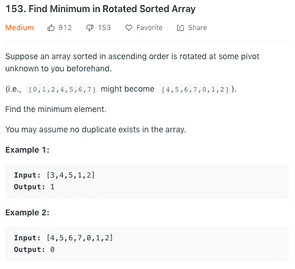 153. Find Minimum in Rotated Sorted Array
Medium 912 153 Favorite Share
Suppose an array sorted in ascending order is rotated at some pivot
unknown to you beforehand.
(i.e., [0,1,2,4,5,6,7] might become [4,5,6,7,0,1,2]).
Find the minimum element.
You may assume no duplicate exists in the array.
Example 1:
Input: [3,4,5,1,2]
Output: 1
Example 2:
Input: [4,5,6,7,0,1,2]
Output: 0